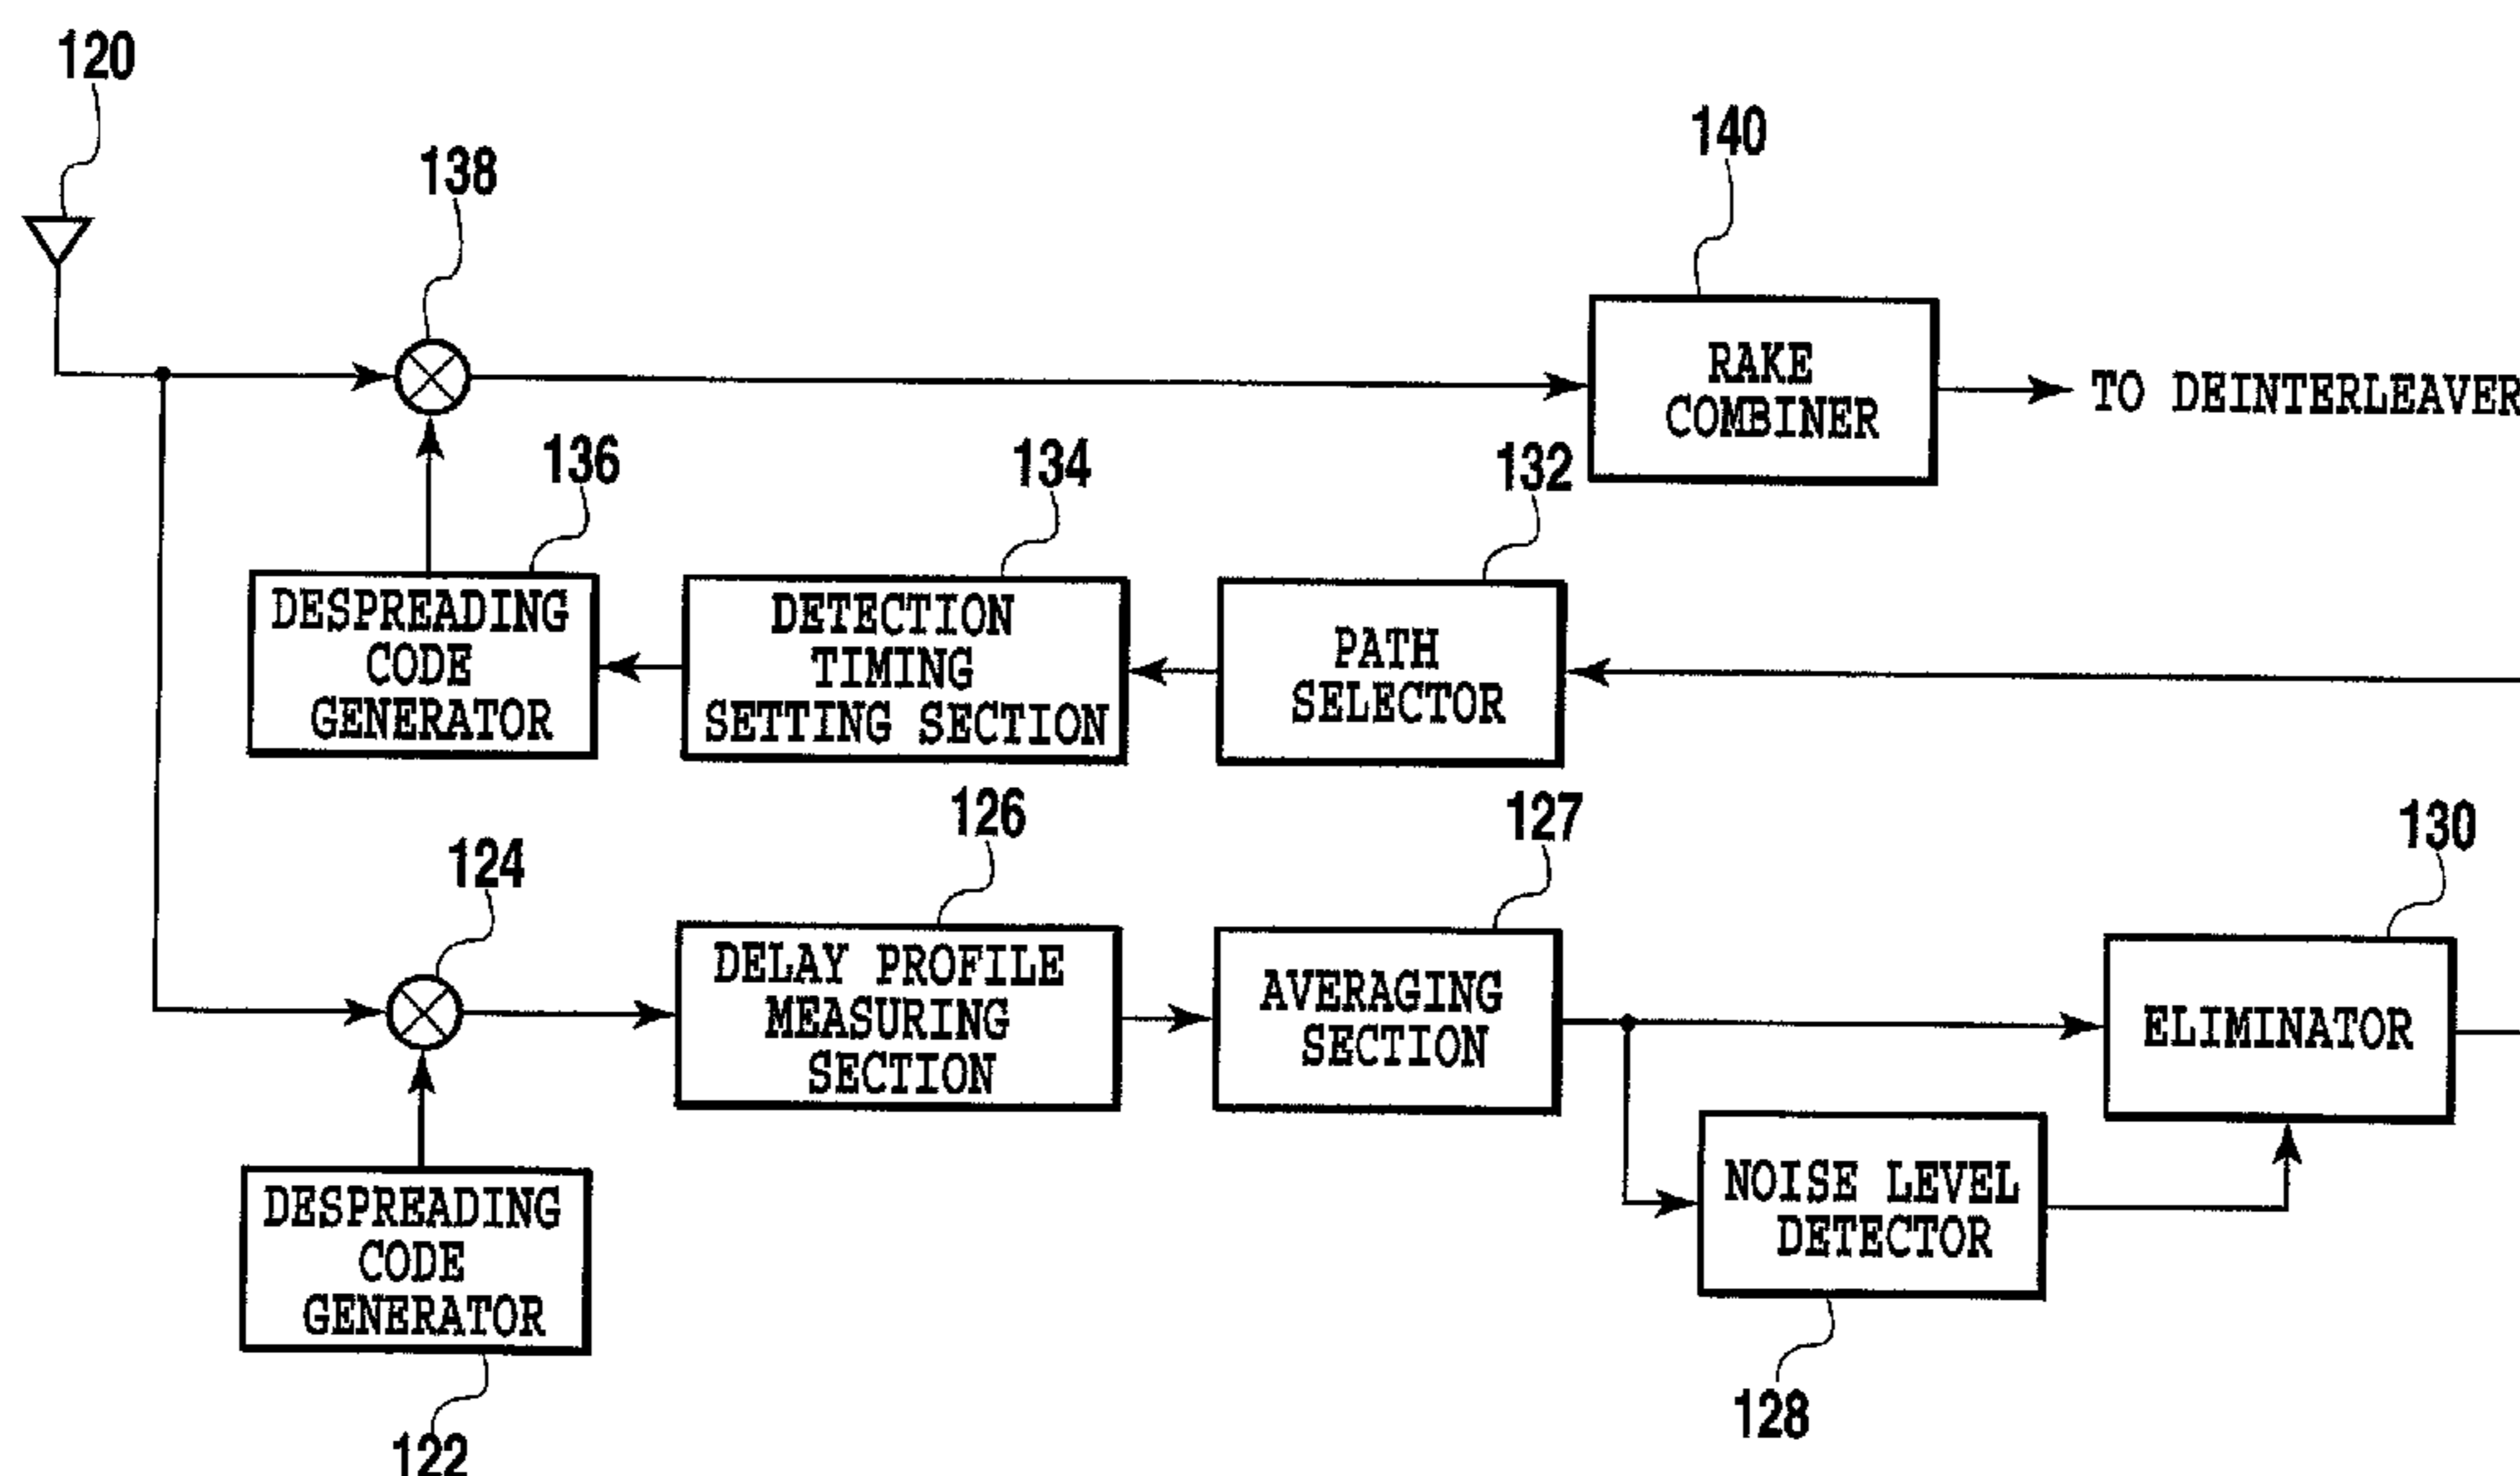 120
138
140
RAKE
COMBINER
TO DEINTERLEAVER
136
134
132
DESPREADING
CODE
GENERATOR
DETECTION
TIMING
SETTING SECTION
PATH
SELECTOR
124
126
127
130
DELAY PROFILE
MEASURING
SECTION
AVERAGING
SECTION
ELIMINATOR
DESPREADING
CODE
GENERATOR
NOISE LEVEL
DETECTOR
122
128